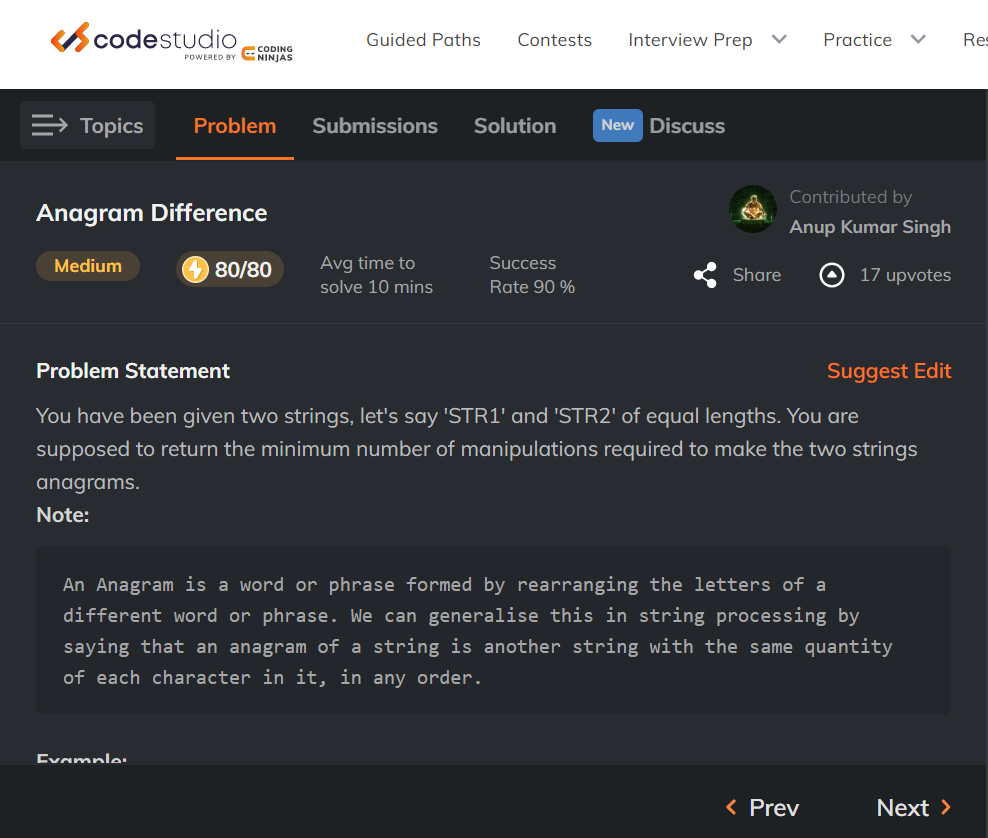 codestudio
POWERED BY CODING NINJAS
Guided Paths Contests Interview Prep Practice Res
Topics Problem Submissions Solution New Discuss
Anagram Difference
Contributed by
Anup Kumar Singh
Medium
80/80
Avg time to
solve 10 mins
Success
Rate 90 %
Share
17 upvotes
Problem Statement
Suggest Edit
You have been given two strings, let's say 'STR1' and 'STR2' of equal lengths. You are
supposed to return the minimum number of manipulations required to make the two strings
anagrams.
Note:
An Anagram is a word or phrase formed by rearranging the letters of a
different word or phrase. We can generalise this in string processing by
saying that an anagram of a string is another string with the same quantity
of each character in it, in any order.
Example:
Prev Next